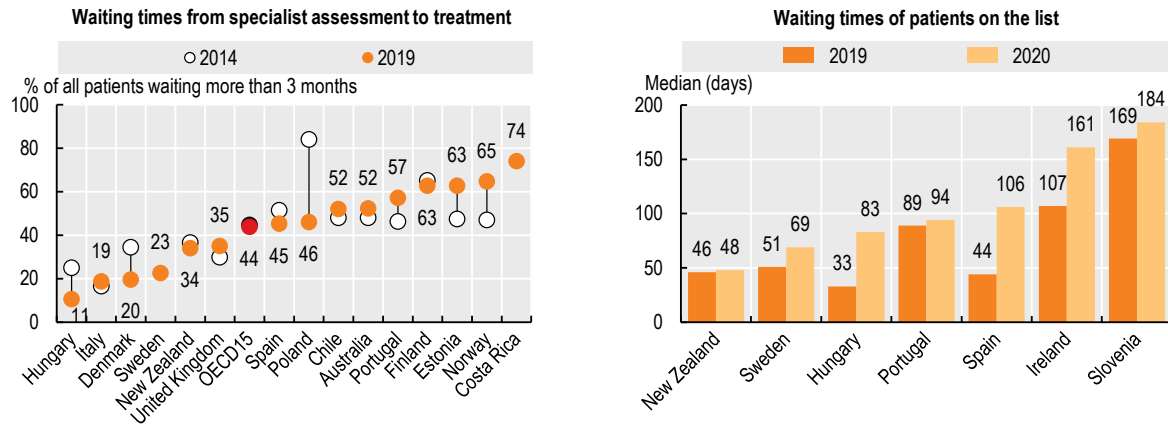 Waiting times from specialist assessment to treatment
2014 2019
% of all patients waiting more than 3 months
100
80
60
40
20
0
11 19 20 23 34 35 44 45 46 52 52 57 63 63 65 74
Hungary Italy Denmark Sweden New Zealand United Kingdom OECD15 Spain Poland Chile Australia Portugal Finland Estonia Norway Costa Rica
Waiting times of patients on the list
2019 2020
Median (days)
200
150
100
50
0
46 48 51 69 33 83 89 94 44 106 107 161 169 184
New Zealand Sweden Hungary Portugal Spain Ireland Slovenia